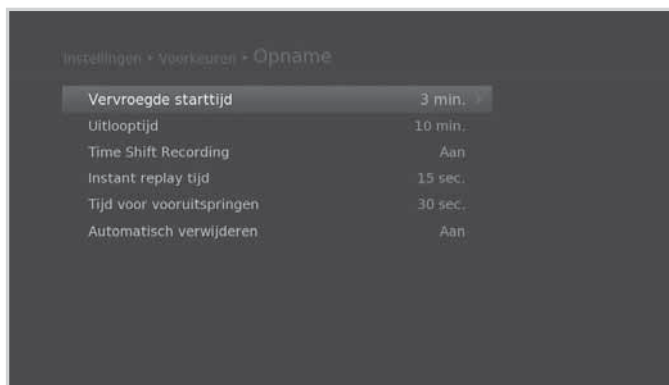 Instellingen • Voorkeuren • Opname
Vervroegde starttijd 3 min.
Uitlooptijd 10 min.
Time Shift Recording Aan
Instant replay tijd 15 sec.
Tijd voor vooruitspringen 30 sec.
Automatisch verwijderen Aan